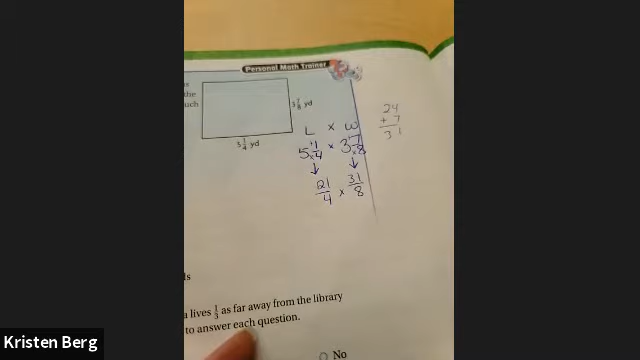 Personal Math Trainer
the
such
3 7/8 yd
5 1/4 yd
L x W
5 1/4 x 3 7/8
21/4 x 31/8
24
+ 7
31
ds
a lives 1/3 as far away from the library
to answer each question.
No
Kristen Berg